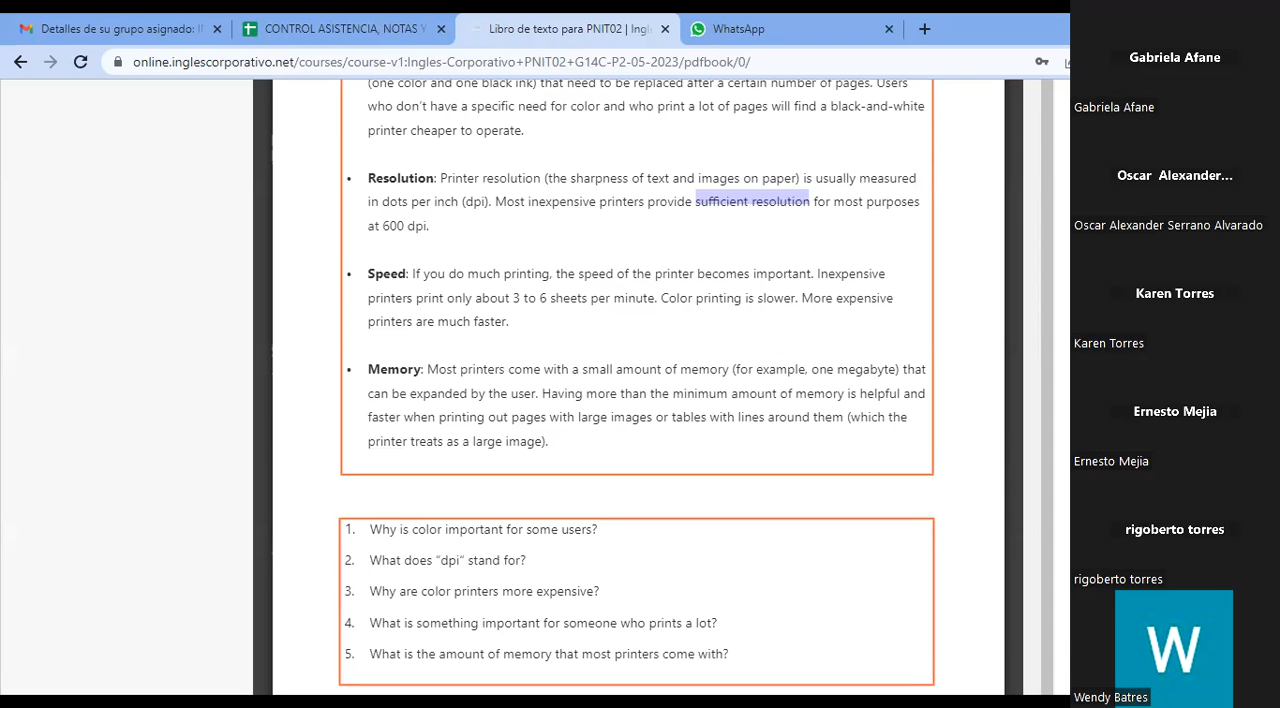 Detalles de su grupo asignado: II
CONTROL ASISTENCIA, NOTAS Y
Libro de texto para PNIT02 | Ingl
WhatsApp
online.inglescorporativo.net/courses/course-v1:Ingles-Corporativo+PNIT02+G14C-P2-05-2023/pdfbook/0/
(one color and one black ink) that need to be replaced after a certain number of pages. Users
who don't have a specific need for color and who print a lot of pages will find a black-and-white
printer cheaper to operate.
• Resolution: Printer resolution (the sharpness of text and images on paper) is usually measured
in dots per inch (dpi). Most inexpensive printers provide sufficient resolution for most purposes
at 600 dpi.
• Speed: If you do much printing, the speed of the printer becomes important. Inexpensive
printers print only about 3 to 6 sheets per minute. Color printing is slower. More expensive
printers are much faster.
• Memory: Most printers come with a small amount of memory (for example, one megabyte) that
can be expanded by the user. Having more than the minimum amount of memory is helpful and
faster when printing out pages with large images or tables with lines around them (which the
printer treats as a large image).
1. Why is color important for some users?
2. What does "dpi" stand for?
3. Why are color printers more expensive?
4. What is something important for someone who prints a lot?
5. What is the amount of memory that most printers come with?
Gabriela Afane
Gabriela Afane
Oscar Alexander...
Oscar Alexander Serrano Alvarado
Karen Torres
Karen Torres
Ernesto Mejia
Ernesto Mejia
rigoberto torres
rigoberto torres
W
Wendy Batres